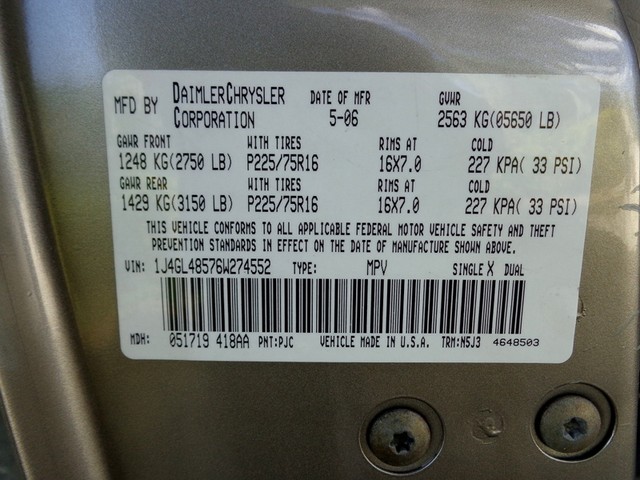 MFD BY DAIMLERCHRYSLER CORPORATION DATE OF MFR 5-06 GVWR 2563 KG(05650 LB)
GAWR FRONT WITH TIRES RIMS AT COLD
1248 KG(2750 LB) P225/75R16 16X7.0 227 KPA( 33 PSI)
GAWR REAR WITH TIRES RIMS AT COLD
1429 KG(3150 LB) P225/75R16 16X7.0 227 KPA( 33 PSI)
THIS VEHICLE CONFORMS TO ALL APPLICABLE FEDERAL MOTOR VEHICLE SAFETY AND THEFT
PREVENTION STANDARDS IN EFFECT ON THE DATE OF MANUFACTURE SHOWN ABOVE.
VIN: 1J4GL48576W274552 TYPE: MPV SINGLE X DUAL
MDH: 051719 418AA PNT:PJC VEHICLE MADE IN U.S.A. TRM:N5J3 4648503